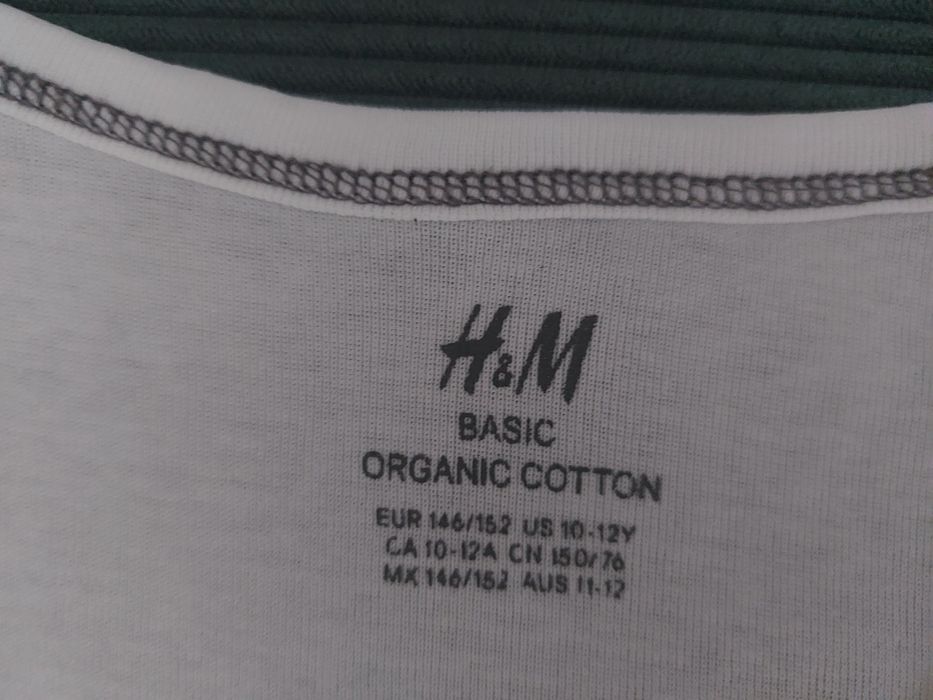 H&M
BASIC
ORGANIC COTTON
EUR 146/152 US 10-12Y
CA 10-12A CN 150/76
MX 146/152 AUS 11-12